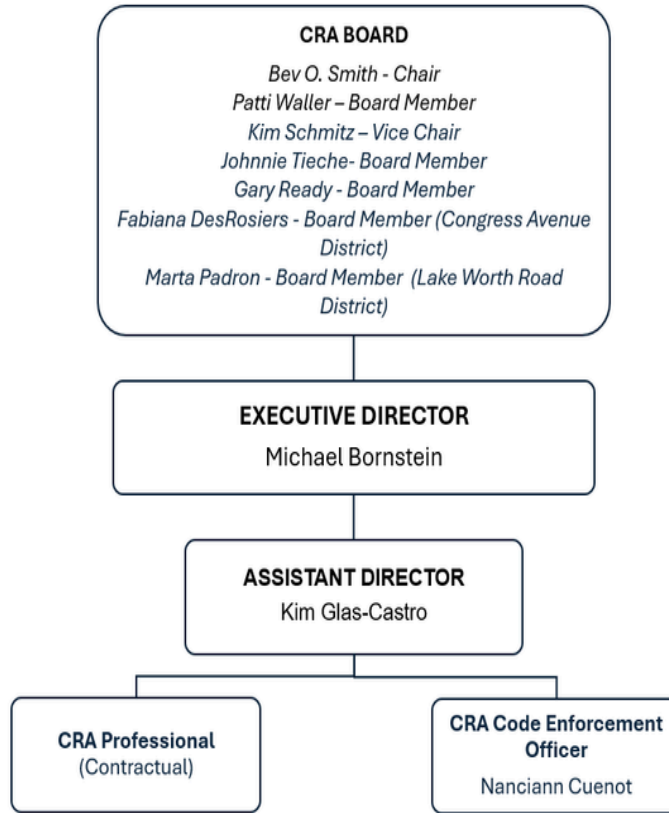 CRA BOARD
Bev O. Smith - Chair
Patti Waller – Board Member
Kim Schmitz – Vice Chair
Johnnie Tieche- Board Member
Gary Ready - Board Member
Fabiana DesRosiers - Board Member (Congress Avenue
District)
Marta Padron - Board Member  (Lake Worth Road
District)
EXECUTIVE DIRECTOR
Michael Bornstein
ASSISTANT DIRECTOR
Kim Glas-Castro
CRA Professional
(Contractual)
CRA Code Enforcement
Officer
Nanciann Cuenot